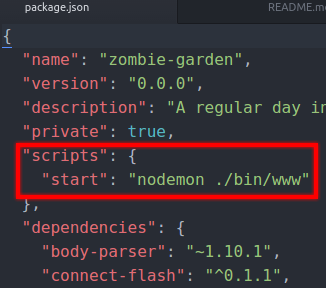 package.json README.m
{
"name": "zombie-garden",
"version": "0.0.0",
"description": "A regular day in
"private": true,
"scripts": {
"start": "nodemon ./bin/www"
},
"dependencies": {
"body-parser": "~1.10.1",
"connect-flash": "^0.1.1",